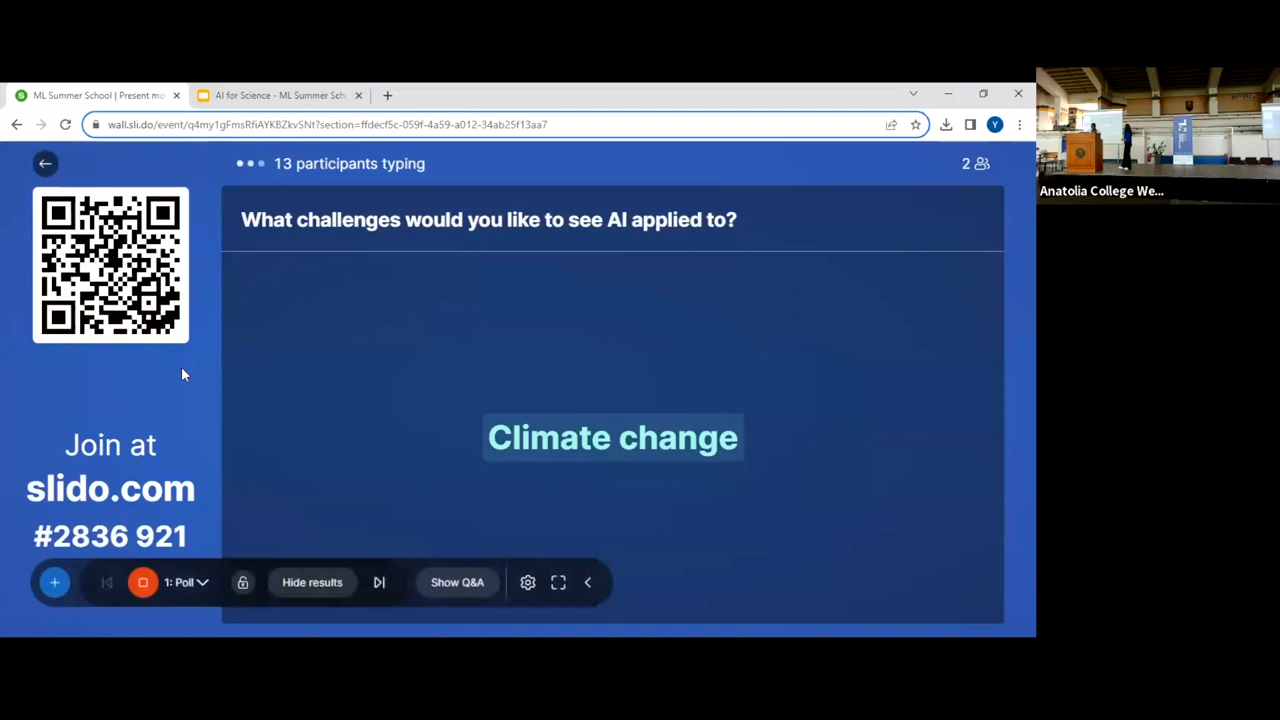 ML Summer School | Present mo
AI for Science - ML Summer Sch
wall.sli.do/event/q4my1gFmsRfiAYKBZkvSNt?section=ffdecf5c-059f-4a59-a012-34ab25f13aa7
Y
13 participants typing
2
What challenges would you like to see AI applied to?
Climate change
Join at
slido.com
#2836 921
1: Poll
Hide results
Show Q&A
Anatolia College We...